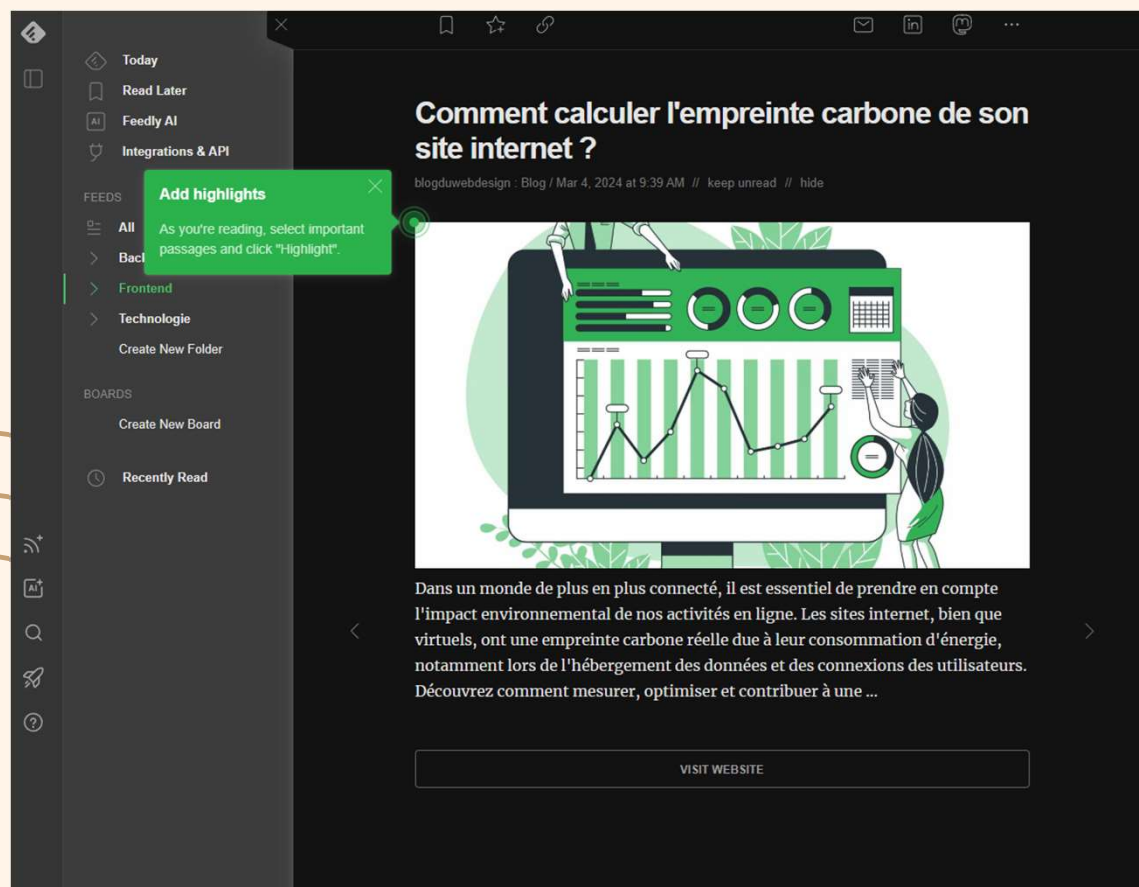 Today
Read Later
AI
Feedly AI
Integrations & API
FEEDS
Add highlights
As you're reading, select important
passages and click "Highlight".
All
Back
Frontend
Technologie
Create New Folder
BOARDS
Create New Board
Recently Read
AI
Comment calculer l'empreinte carbone de son
site internet ?
blogduwebdesign : Blog / Mar 4, 2024 at 9:39 AM // keep unread // hide
Dans un monde de plus en plus connecté, il est essentiel de prendre en compte
l'impact environnemental de nos activités en ligne. Les sites internet, bien que
virtuels, ont une empreinte carbone réelle due à leur consommation d'énergie,
notamment lors de l'hébergement des données et des connexions des utilisateurs.
Découvrez comment mesurer, optimiser et contribuer à une ...
VISIT WEBSITE